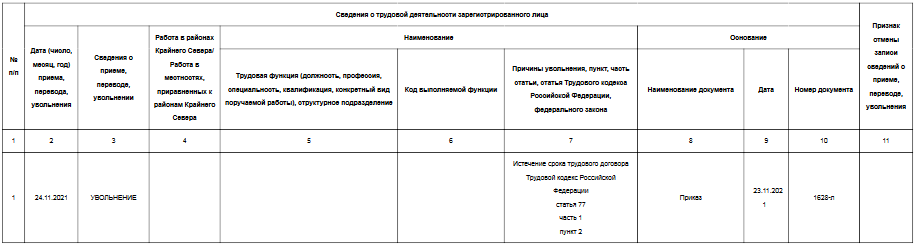 Сведения о трудовой деятельности зарегистрированного лица
№
п/п
Дата (число,
месяц, год)
приема,
перевода,
увольнения
Сведения о
приеме,
переводе,
увольнении
Работа в районах
Крайнего Севера/
Работа в
местностях,
приравненных к
районам Крайнего
Севера
Наименование
Трудовая функция (должность, профессия,
специальность, квалификация, конкретный вид
поручаемой работы), структурное подразделение
Код выполняемой функции
Причины увольнения, пункт, часть
статьи, статья Трудового кодекса
Российской Федерации,
федерального закона
Основание
Наименование документа
Дата
Номер документа
Признак
отмены
записи
сведений о
приеме,
переводе,
увольнения
1 2 3 4 5 6 7 8 9 10 11
1
24.11.2021
УВОЛЬНЕНИЕ
Истечение срока трудового договора
Трудовой кодекс Российской
Федерации
статья 77
часть 1
пункт 2
Приказ
23.11.202
1
1628-л